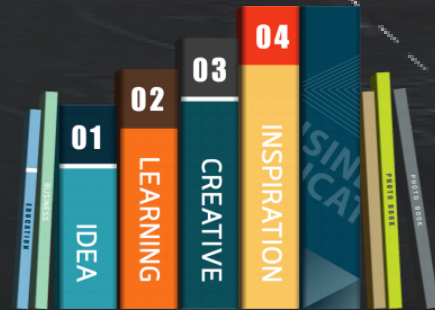 EDUCATION
BUSINESS
01
IDEA
02
LEARNING
03
CREATIVE
04
INSPIRATION
PHOTO BOOK
PHOTO BOOK